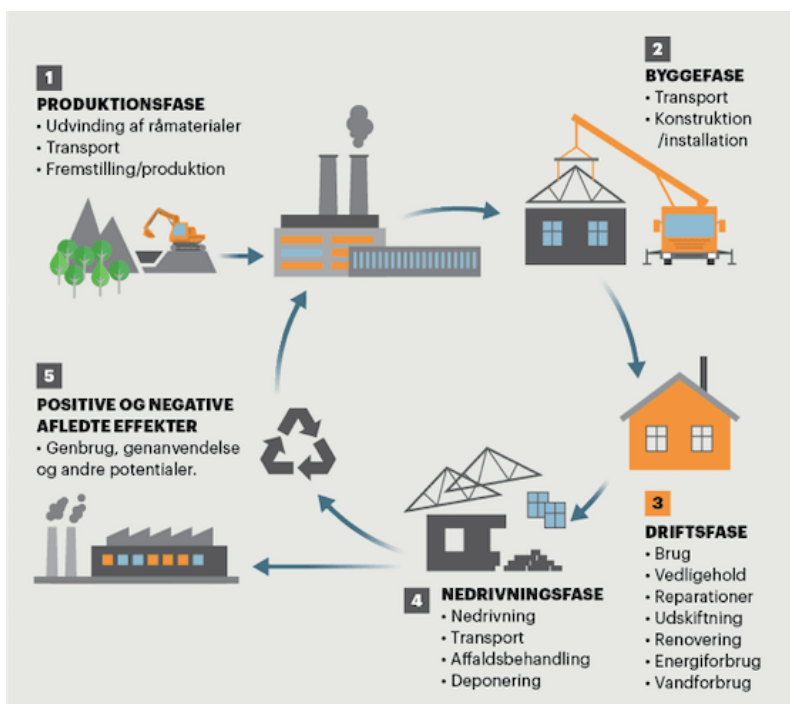 1
PRODUKTIONSFASE
• Udvinding af råmaterialer
• Transport
• Fremstilling/produktion
2
BYGGEFASE
• Transport
• Konstruktion
/installation
3
DRIFTSFASE
• Brug
• Vedligehold
• Reparationer
• Udskiftning
• Renovering
• Energiforbrug
• Vandforbrug
4
NEDRIVNINGSFASE
• Nedrivning
• Transport
• Affaldsbehandling
• Deponering
5
POSITIVE OG NEGATIVE
AFLEDTE EFFEKTER
• Genbrug, genanvendelse
og andre potentialer.